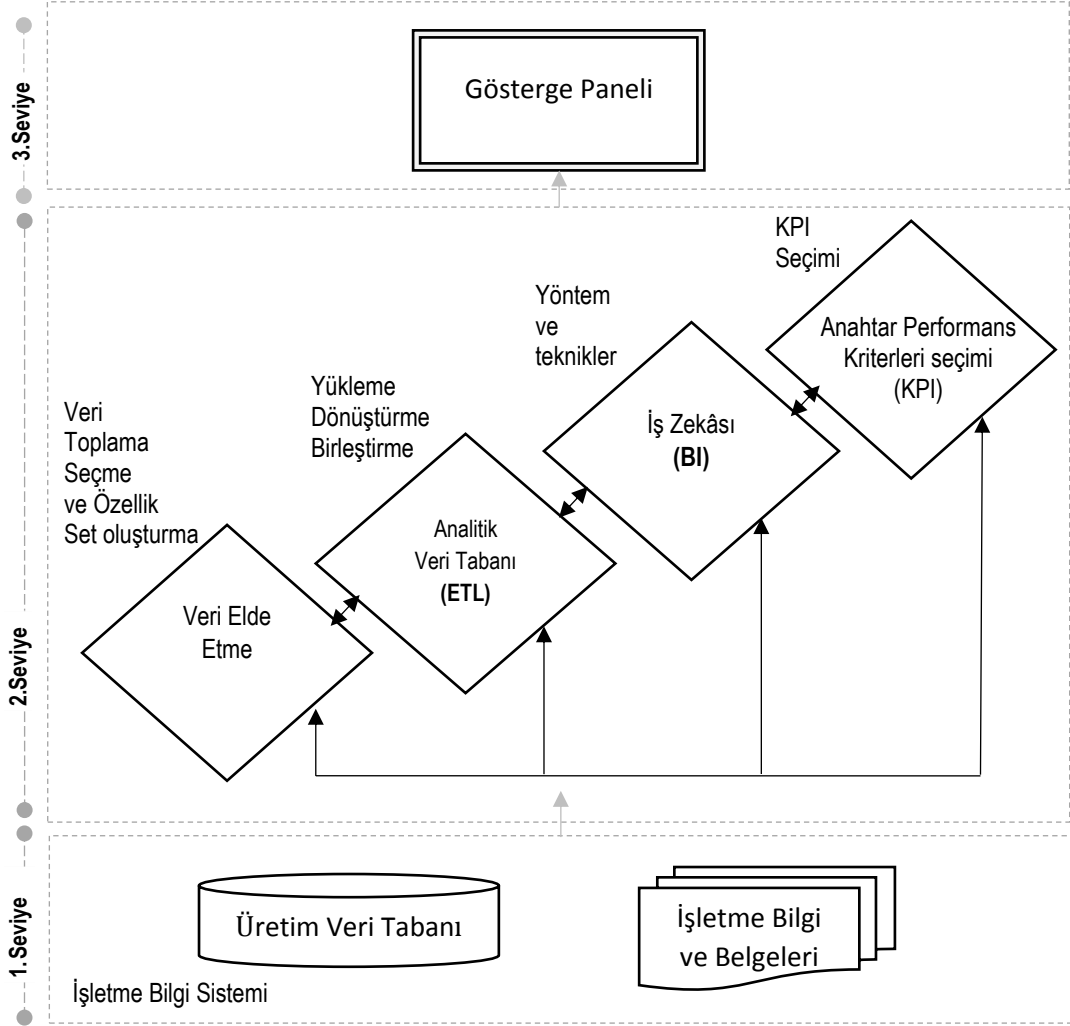 3.Seviye
Gösterge Paneli
2.Seviye
KPI
Seçimi
Anahtar Performans
Kriterleri seçimi
(KPI)
Yöntem
ve
teknikler
İş Zekâsı
(BI)
Yükleme
Dönüştürme
Birleştirme
Analitik
Veri Tabanı
(ETL)
Veri
Toplama
Seçme
ve Özellik
Set oluşturma
Veri Elde
Etme
1.Seviye
Üretim Veri Tabanı
İşletme Bilgi
ve Belgeleri
İşletme Bilgi Sistemi